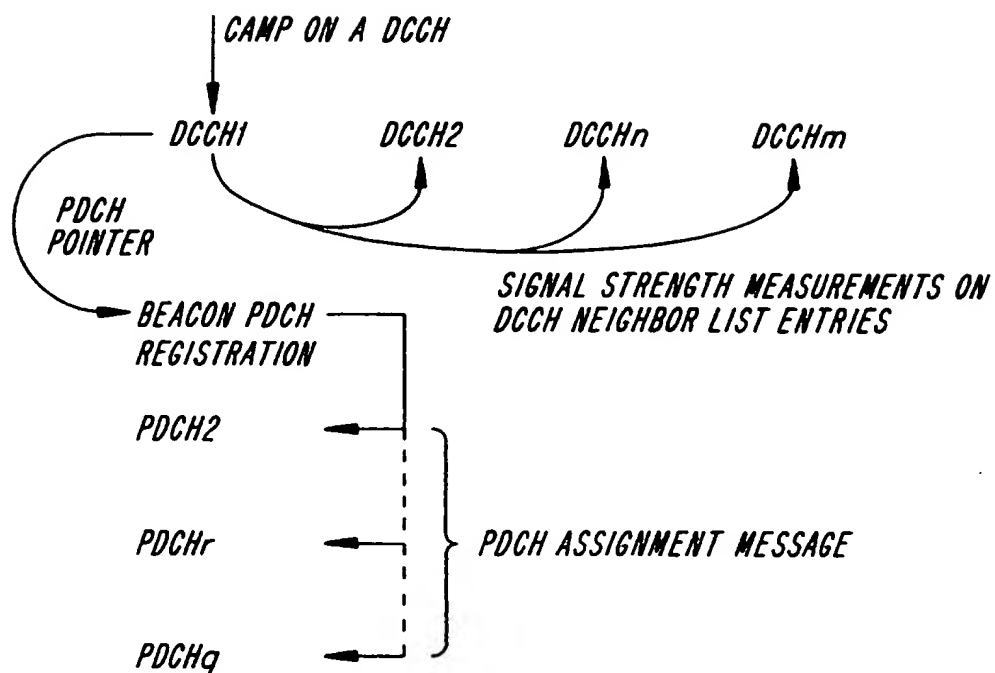 CAMP ON A DCCH
DCCH1 DCCH2 DCCHn DCCHm
PDCH
POINTER
SIGNAL STRENGTH MEASUREMENTS ON
DCCH NEIGHBOR LIST ENTRIES
BEACON PDCH
REGISTRATION
PDCH2
PDCHr
PDCH ASSIGNMENT MESSAGE
PDCHq